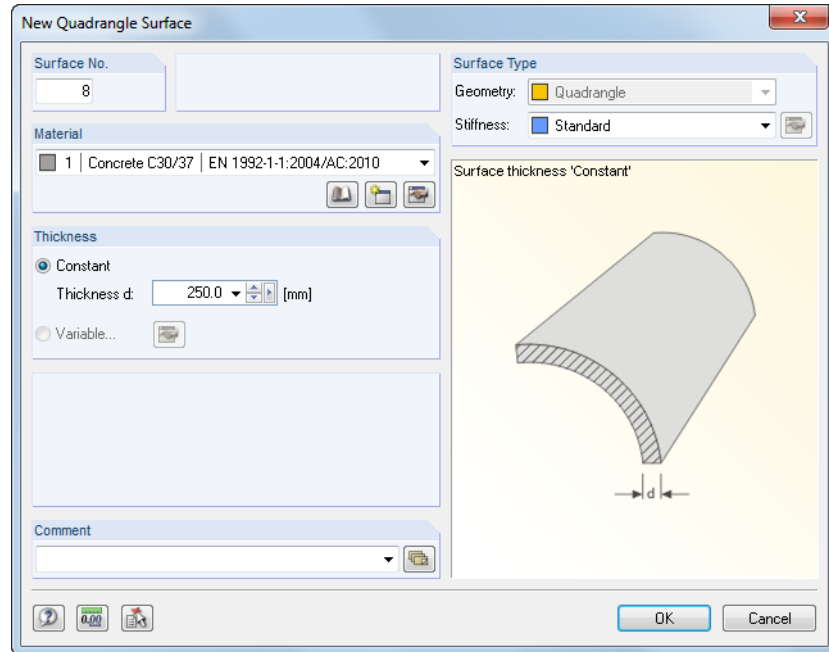 New Quadrangle Surface
Surface No.
8
Material
1 Concrete C30/37 EN 1992-1-1:2004/AC:2010
Thickness
Constant
Thickness d: 250.0 [mm]
Variable...
Comment
Surface Type
Geometry: Quadrangle
Stiffness: Standard
Surface thickness 'Constant'
d
0.00
OK
Cancel